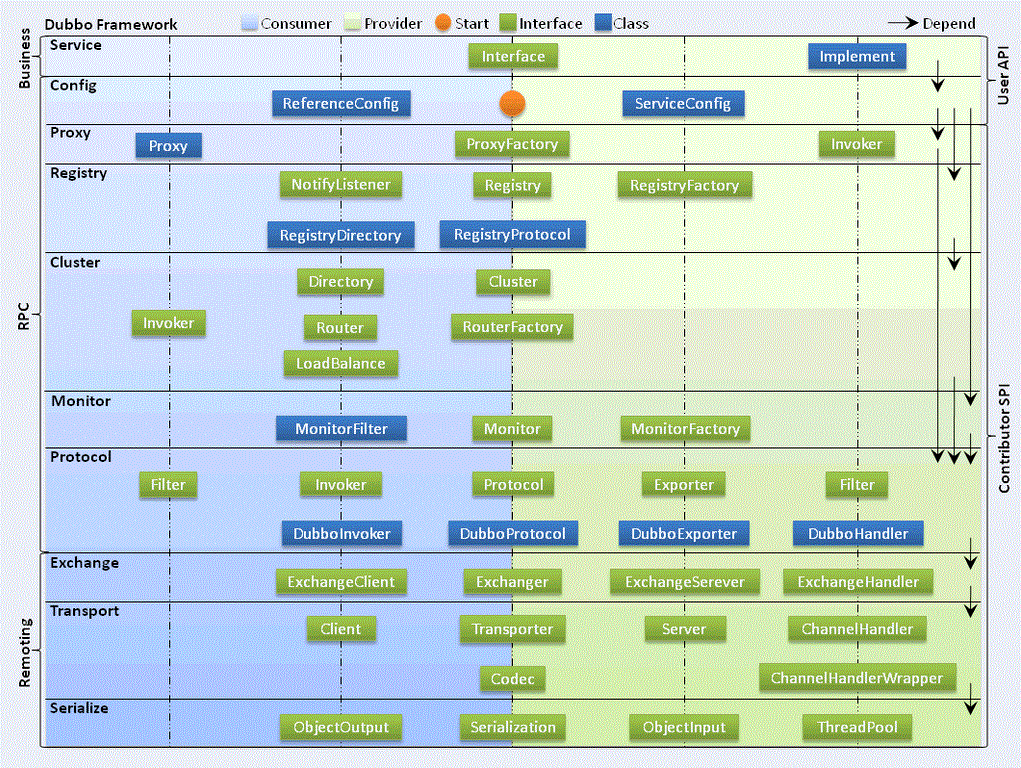 Dubbo Framework Consumer Provider Start Interface Class Depend
Business
User API
Service
Interface Implement
Config
ReferenceConfig ServiceConfig
RPC
Contributor SPI
Proxy
Proxy ProxyFactory Invoker
Registry
NotifyListener Registry RegistryFactory
RegistryDirectory RegistryProtocol
Cluster
Directory Cluster
Invoker Router RouterFactory
LoadBalance
Monitor
MonitorFilter Monitor MonitorFactory
Protocol
Filter Invoker Protocol Exporter Filter
DubboInvoker DubboProtocol DubboExporter DubboHandler
Remoting
Exchange
ExchangeClient Exchanger ExchangeSerever ExchangeHandler
Transport
Client Transporter Server ChannelHandler
Codec ChannelHandlerWrapper
Serialize
ObjectOutput Serialization ObjectInput ThreadPool